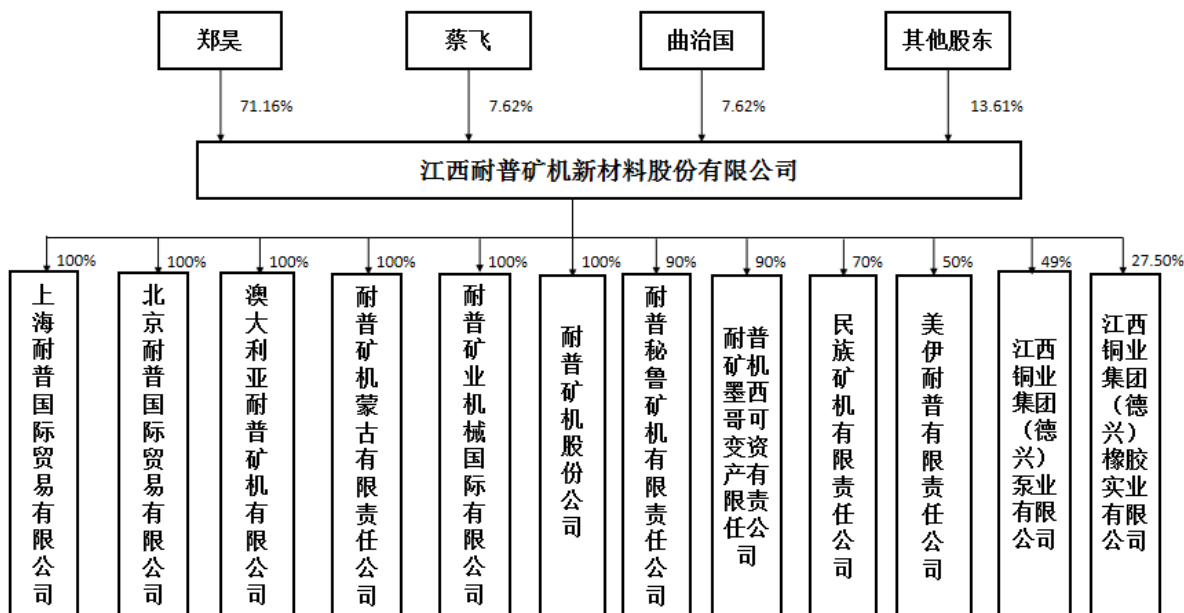 郑昊
蔡飞
曲治国
其他股东
71.16%
7.62%
7.62%
13.61%
江西耐普矿机新材料股份有限公司
100%
100%
100%
100%
100%
100%
90%
90%
70%
50%
49%
27.50%
上海耐普国际贸易有限公司
北京耐普国际贸易有限公司
澳大利亚耐普矿机有限公司
耐普矿机蒙古有限责任公司
耐普矿业机械国际有限公司
耐普矿机股份公司
耐普秘鲁矿机有限责任公司
耐普矿机墨西哥可变资产有限责任公司
民族矿机有限责任公司
美伊耐普有限责任公司
江西铜业集团（德兴）泵业有限公司
江西铜业集团（德兴）橡胶实业有限公司